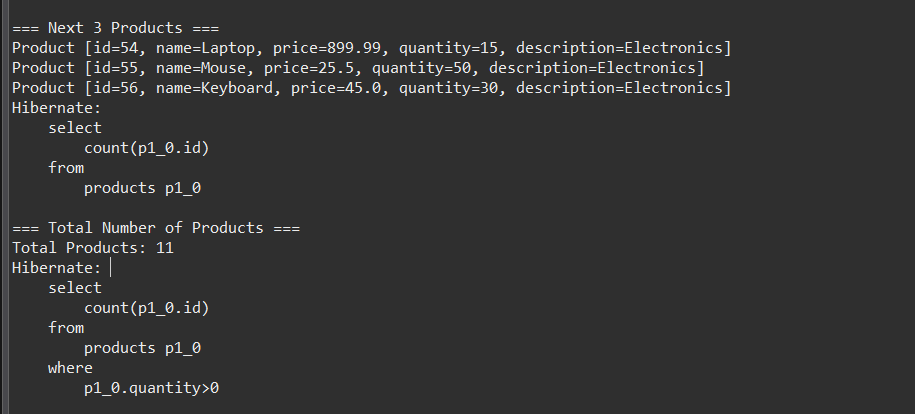 === Next 3 Products ===
Product [id=54, name=Laptop, price=899.99, quantity=15, description=Electronics]
Product [id=55, name=Mouse, price=25.5, quantity=50, description=Electronics]
Product [id=56, name=Keyboard, price=45.0, quantity=30, description=Electronics]
Hibernate:
    select
        count(p1_0.id)
    from
        products p1_0

=== Total Number of Products ===
Total Products: 11
Hibernate:
    select
        count(p1_0.id)
    from
        products p1_0
    where
        p1_0.quantity>0